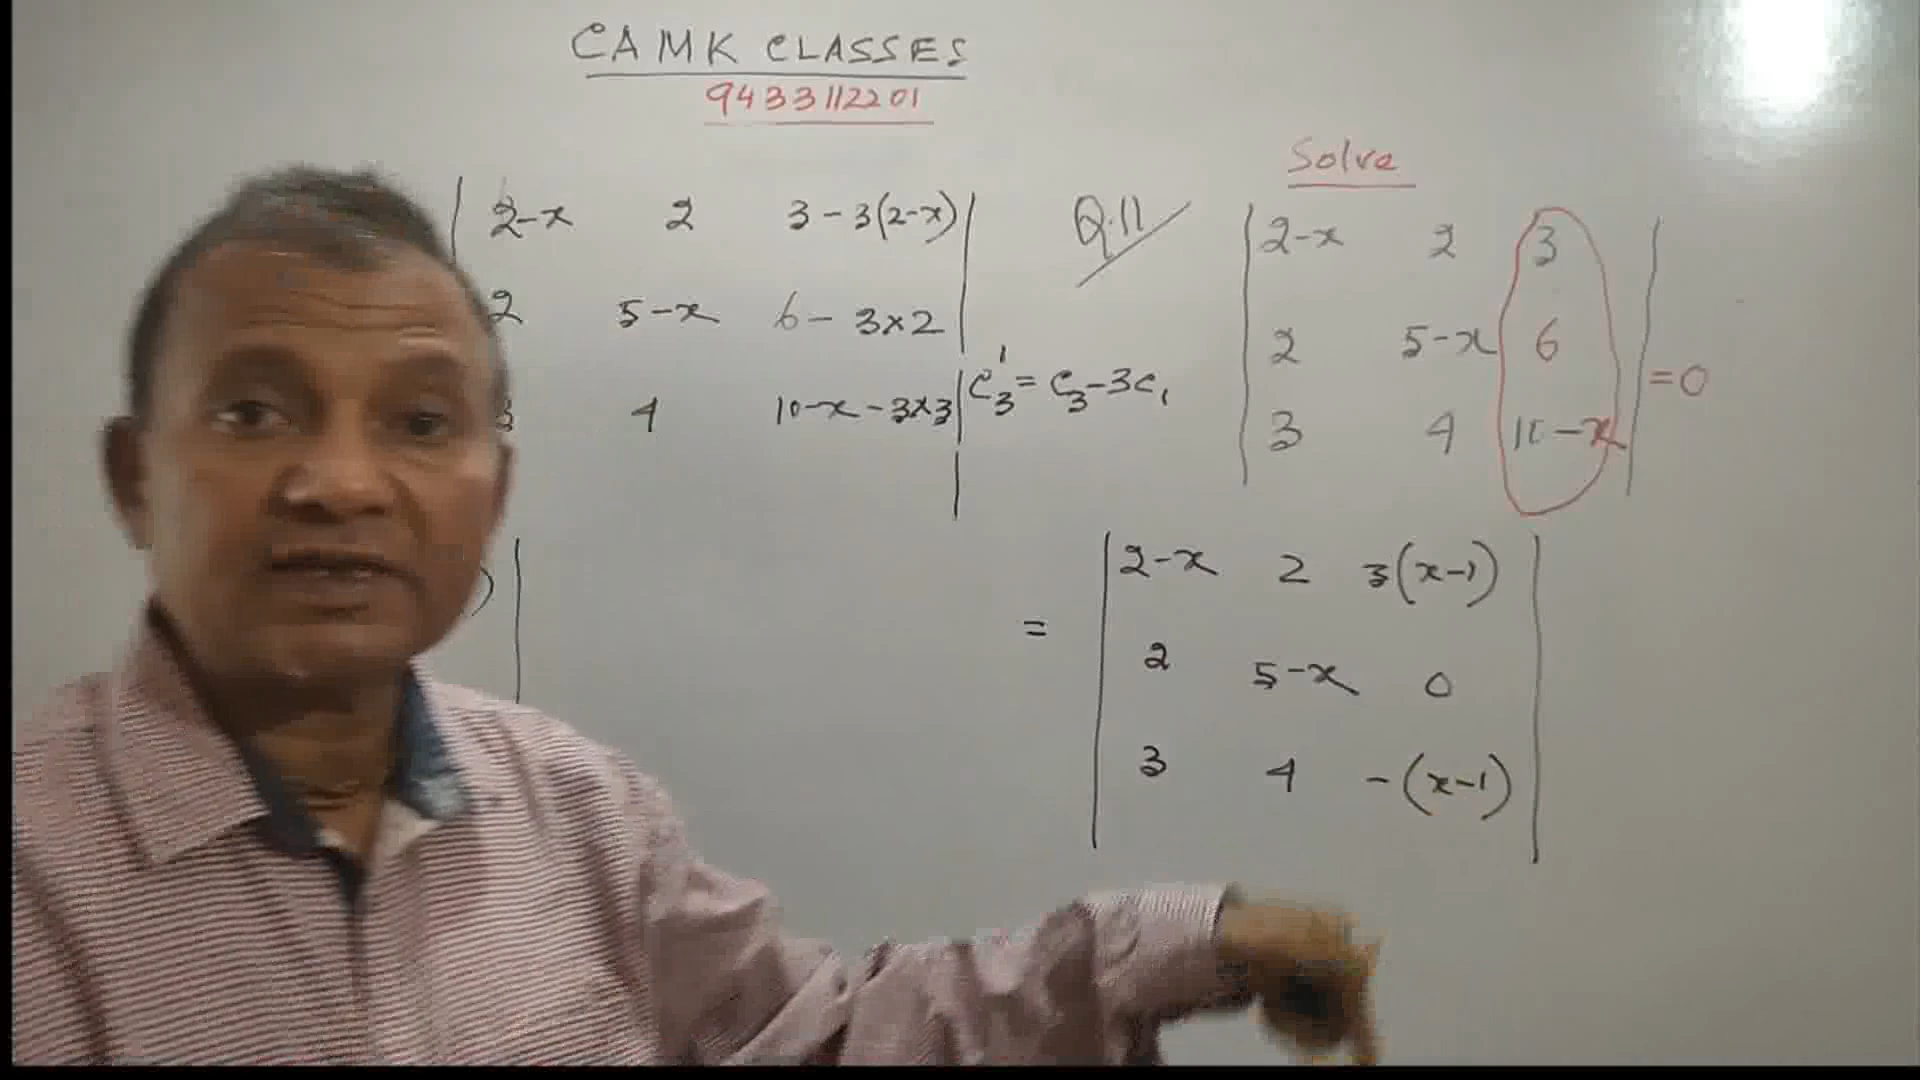 CAMK CLASSES
9433112201
2-x 2 3-3(2-x)
2 5-x 6-3×2
3 4 10-x-3×3 C₃' = C₃-3C₁
)
Q.11
Solve
2-x 2 3
2 5-x 6
3 4 10-x
=0
2-x 2 3(x-1)
= 2 5-x 0
3 4 -(x-1)